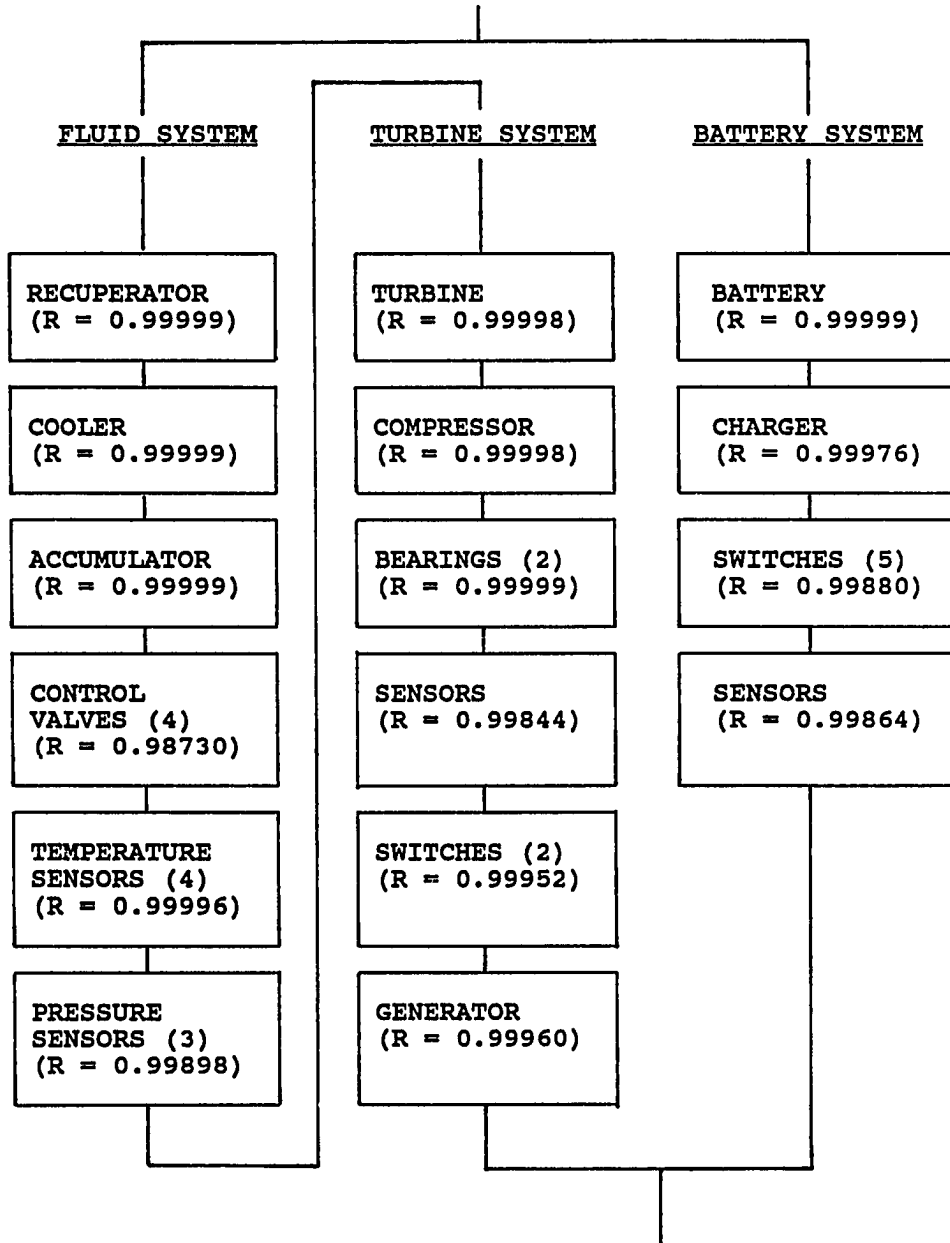 FLUID SYSTEM
RECUPERATOR
(R = 0.99999)
COOLER
(R = 0.99999)
ACCUMULATOR
(R = 0.99999)
CONTROL
VALVES (4)
(R = 0.98730)
TEMPERATURE
SENSORS (4)
(R = 0.99996)
PRESSURE
SENSORS (3)
(R = 0.99898)
TURBINE SYSTEM
TURBINE
(R = 0.99998)
COMPRESSOR
(R = 0.99998)
BEARINGS (2)
(R = 0.99999)
SENSORS
(R = 0.99844)
SWITCHES (2)
(R = 0.99952)
GENERATOR
(R = 0.99960)
BATTERY SYSTEM
BATTERY
(R = 0.99999)
CHARGER
(R = 0.99976)
SWITCHES (5)
(R = 0.99880)
SENSORS
(R = 0.99864)